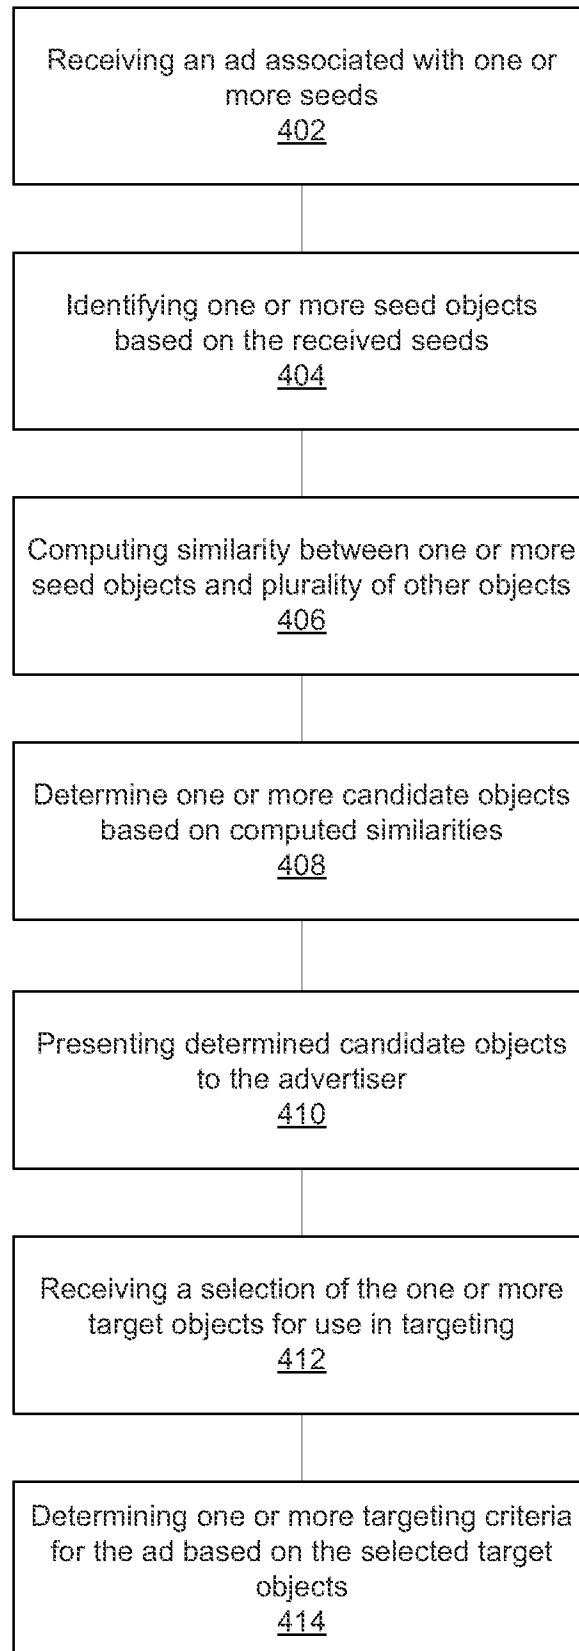 Receiving an ad associated with one or
more seeds
402
Identifying one or more seed objects
based on the received seeds
404
Computing similarity between one or more
seed objects and plurality of other objects
406
Determine one or more candidate objects
based on computed similarities
408
Presenting determined candidate objects
to the advertiser
410
Receiving a selection of the one or more
target objects for use in targeting
412
Determining one or more targeting criteria
for the ad based on the selected target
objects
414